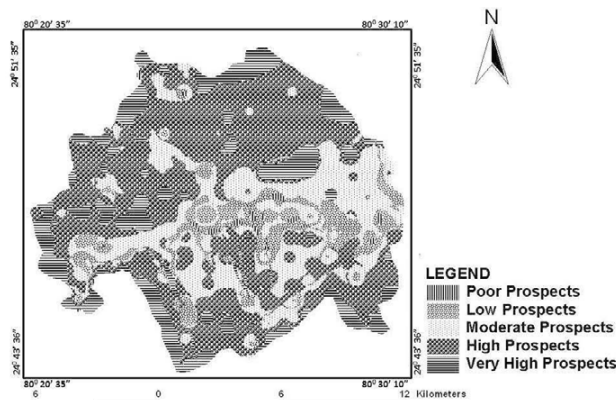 80° 20' 35" 80° 30' 10"
N
24° 51' 35" 24° 51' 35"
LEGEND
Poor Prospects
Low Prospects
Moderate Prospects
High Prospects
Very High Prospects
24° 43' 36" 24° 43' 36"
80° 20' 35" 80° 30' 10"
6 0 6 12 Kilometers